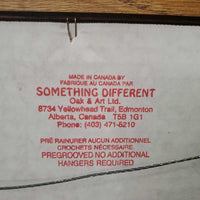 MADE IN CANADA BY
FABRIQUÉ AU CANADA PAR
SOMETHING DIFFERENT
Oak & Art Ltd.
8734 Yellowhead Trail, Edmonton
Alberta, Canada T5B 1G1
Phone: (403) 471-5210
PRÉ RAINURER AUCUN ADDITIONNEL
CROCHETS NÉCESSAIRE.
PREGROOVED NO ADDITIONAL
HANGERS REQUIRED